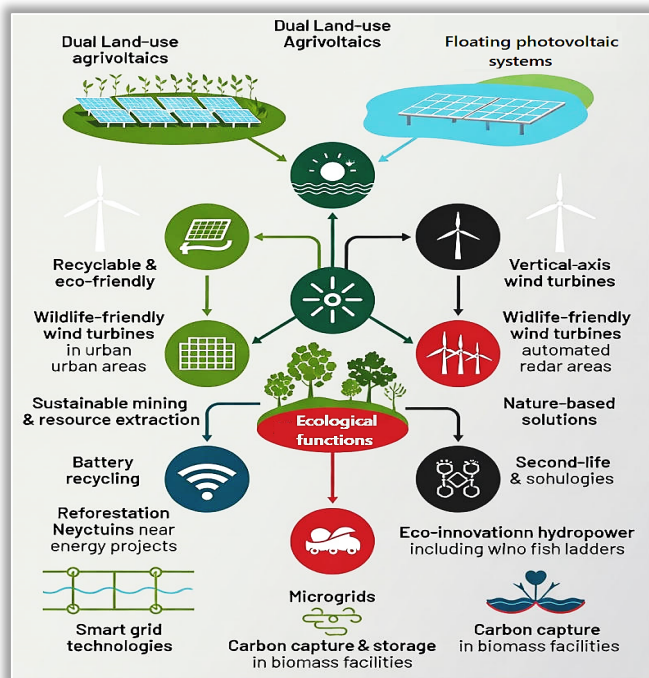 Dual Land-use
agrivoltaics
Dual Land-use
Agrivoltaics
Floating photovoltaic
systems
Recyclable &
eco-friendly
Vertical-axis
wind turbines
Wildlife-friendly
wind turbines
in urban
urban areas
Widlife-friendly
wind turbines
automated
radar areas
Sustainable mining
& resource extraction
Ecological
functions
Nature-based
solutions
Battery
recycling
Second-life
& sohulogies
Reforestation
Neyctuins near
energy projects
Eco-innovationn hydropower
including wlno fish ladders
Smart grid
technologies
Microgrids
Carbon capture & storage
in biomass facilities
Carbon capture
in biomass facilities